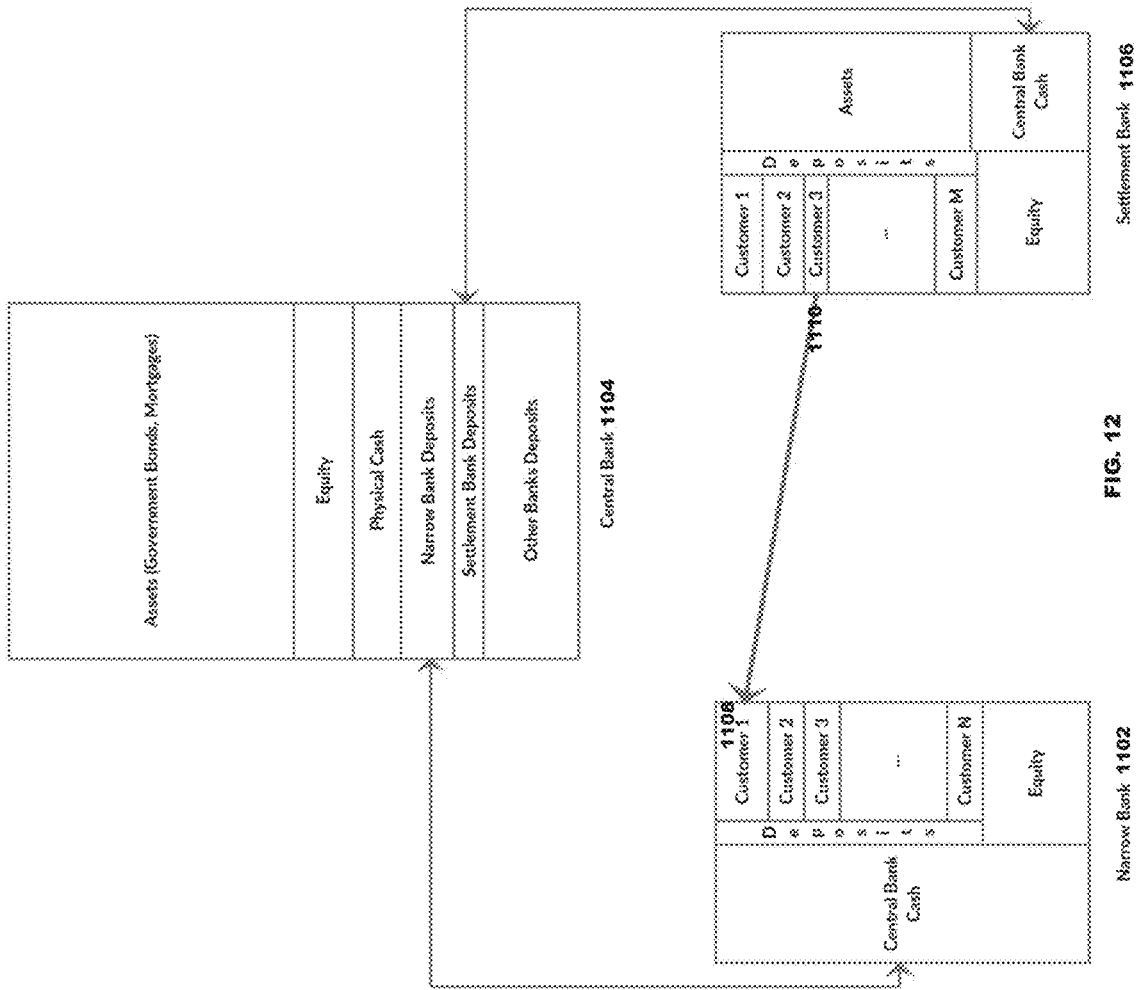 Assets (Government Bonds, Mortgages)
Equity
Physical Cash
Narrow Bank Deposits
Settlement Bank Deposits
Other Banks Deposits
Central Bank 1104
Central Bank
Cash
D e p o s i t s
1108
Customer 1
Customer 2
Customer 3
...
Customer N
Equity
Narrow Bank 1102
1110
Customer 1
Customer 2
Customer 3
...
Customer M
Equity
D e p o s i t s
Assets
Central Bank
Cash
Settlement Bank 1106
FIG. 12